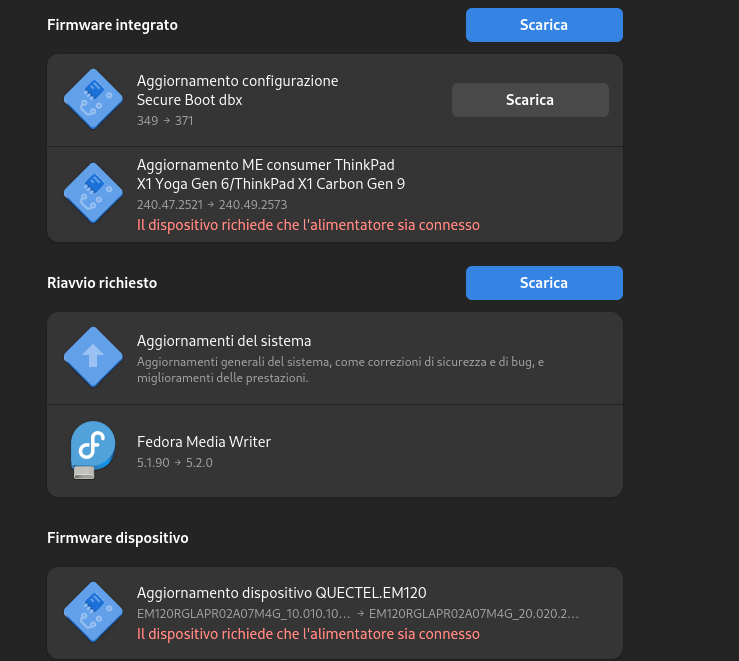 Firmware integrato
Scarica
Aggiornamento configurazione
Secure Boot dbx
349 → 371
Scarica
Aggiornamento ME consumer ThinkPad
X1 Yoga Gen 6/ThinkPad X1 Carbon Gen 9
240.47.2521 → 240.49.2573
Il dispositivo richiede che l'alimentatore sia connesso
Riavvio richiesto
Scarica
Aggiornamenti del sistema
Aggiornamenti generali del sistema, come correzioni di sicurezza e di bug, e
miglioramenti delle prestazioni.
Fedora Media Writer
5.1.90 → 5.2.0
Firmware dispositivo
Aggiornamento dispositivo QUECTEL.EM120
EM120RGLAPR02A07M4G_10.010.10… → EM120RGLAPR02A07M4G_20.020.2…
Il dispositivo richiede che l'alimentatore sia connesso